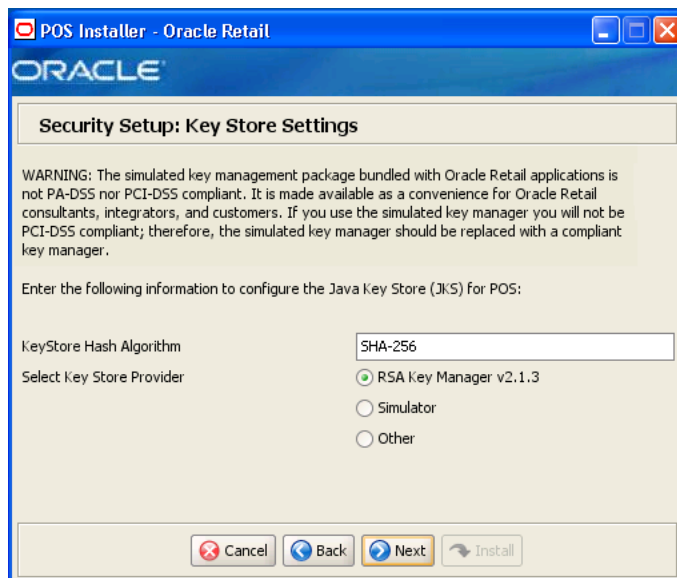 POS Installer - Oracle Retail
ORACLE
Security Setup: Key Store Settings
WARNING: The simulated key management package bundled with Oracle Retail applications is
not PA-DSS nor PCI-DSS compliant. It is made available as a convenience for Oracle Retail
consultants, integrators, and customers. If you use the simulated key manager you will not be
PCI-DSS compliant; therefore, the simulated key manager should be replaced with a compliant
key manager.
Enter the following information to configure the Java Key Store (JKS) for POS:
KeyStore Hash Algorithm SHA-256
Select Key Store Provider RSA Key Manager v2.1.3
Simulator
Other
Cancel Back Next Install